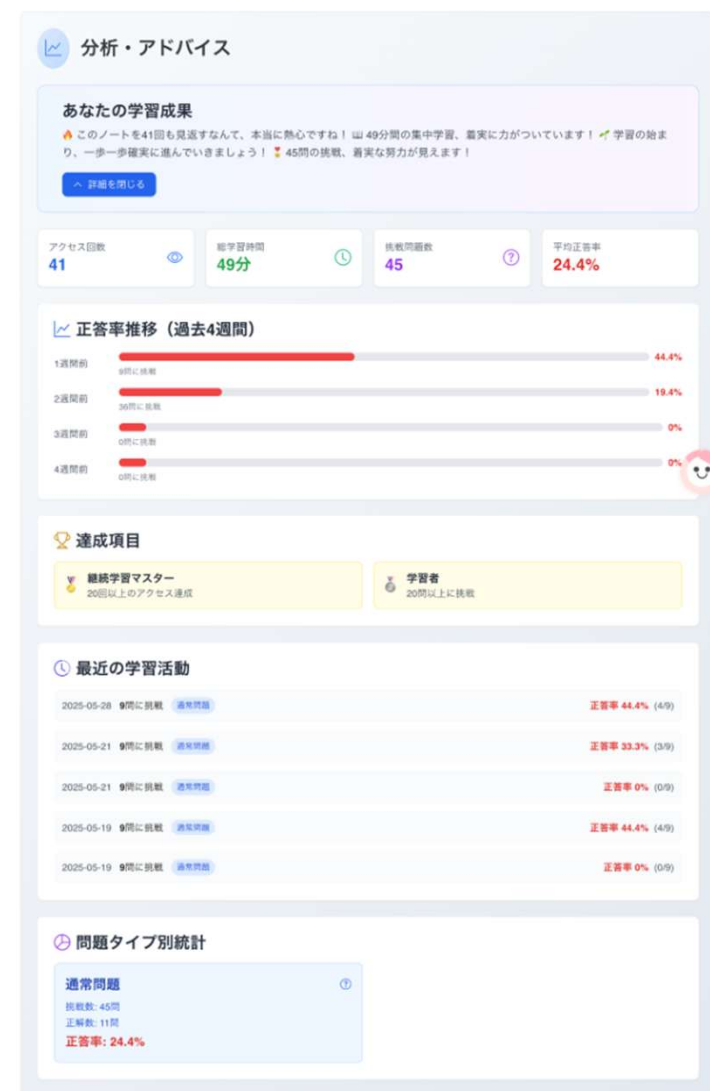 分析・アドバイス
あなたの学習成果
🔥 このノートを41回も見返すなんて、本当に熱心ですね！ 📖 49分間の集中学習、着実に力がついています！ 🌱 学習の始ま
り、一歩一歩確実に進んでいきましょう！ 🎖️ 45問の挑戦、着実な努力が見えます！
詳細を閉じる
アクセス回数
41
総学習時間
49分
挑戦問題数
45
平均正答率
24.4%
正答率推移（過去4週間）
1週間前 44.4%
9問に挑戦
2週間前 19.4%
36問に挑戦
3週間前 0%
0問に挑戦
4週間前 0%
0問に挑戦
達成項目
継続学習マスター
20回以上のアクセス達成
学習者
20問以上に挑戦
最近の学習活動
2025-05-28 9問に挑戦 通常問題 正答率 44.4% (4/9)
2025-05-21 9問に挑戦 通常問題 正答率 33.3% (3/9)
2025-05-21 9問に挑戦 通常問題 正答率 0% (0/9)
2025-05-19 9問に挑戦 通常問題 正答率 44.4% (4/9)
2025-05-19 9問に挑戦 通常問題 正答率 0% (0/9)
問題タイプ別統計
通常問題
挑戦数: 45問
正解数: 11問
正答率: 24.4%